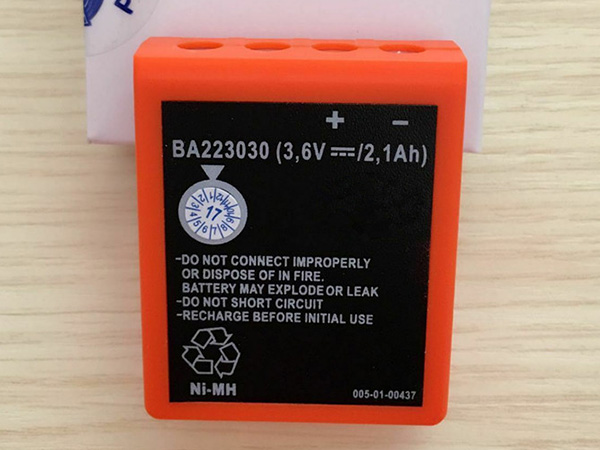 + −
BA223030 (3,6V ⎓/2,1Ah)
17
-DO NOT CONNECT IMPROPERLY
OR DISPOSE OF IN FIRE.
BATTERY MAY EXPLODE OR LEAK
-DO NOT SHORT CIRCUIT
-RECHARGE BEFORE INITIAL USE
Ni-MH
005-01-00437